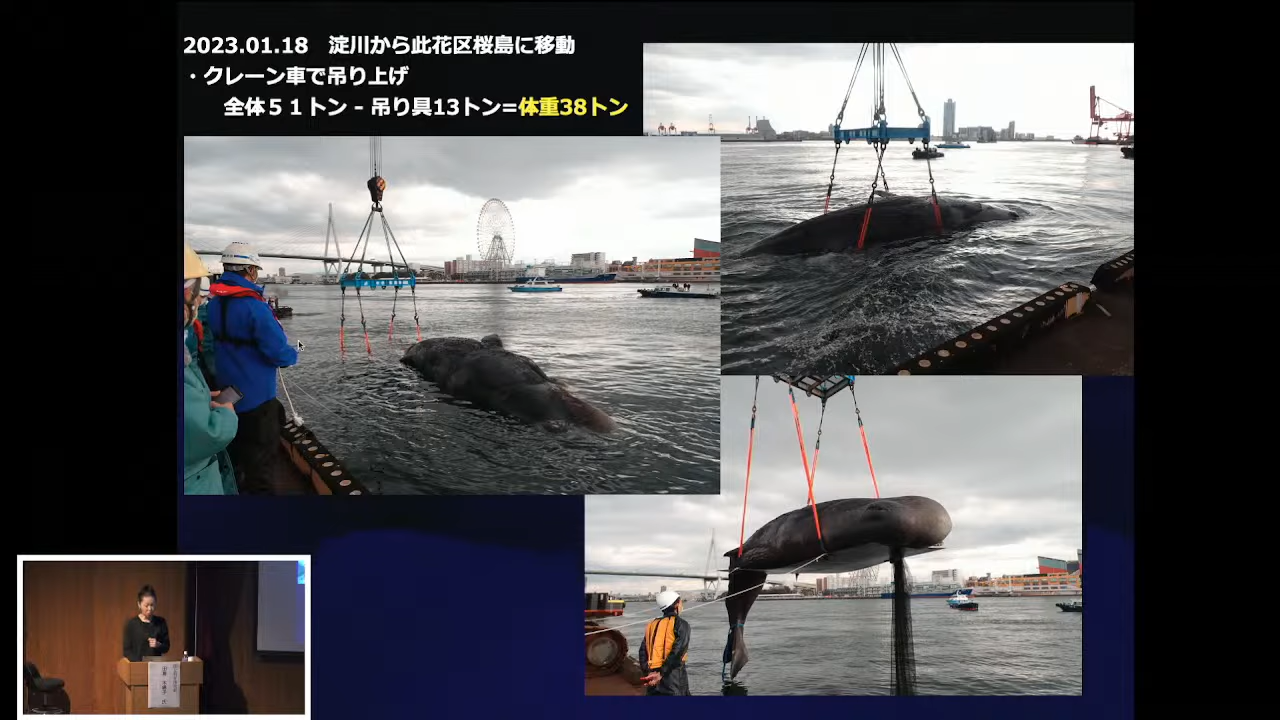 2023.01.18　淀川から此花区桜島に移動
・クレーン車で吊り上げ
全体５１トン - 吊り具13トン=体重38トン